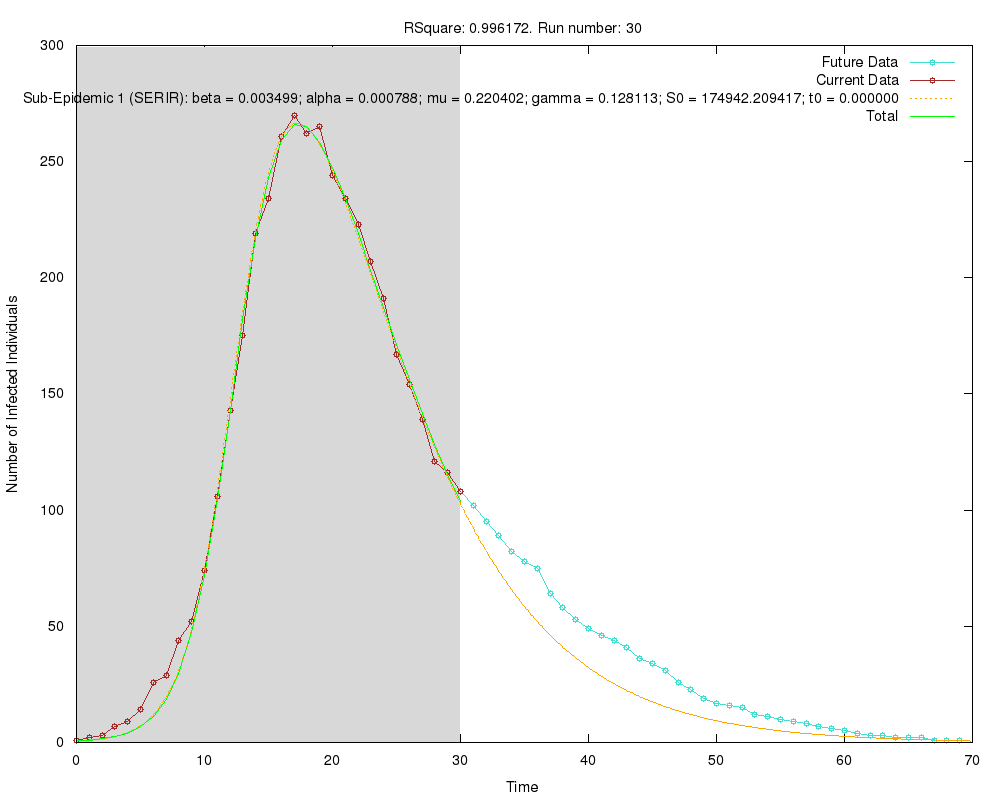 RSquare: 0.996172. Run number: 30
300
250
200
150
100
50
0
Number of Infected Individuals
Future Data
Current Data
Sub-Epidemic 1 (SERIR): beta = 0.003499; alpha = 0.000788; mu = 0.220402; gamma = 0.128113; S0 = 174942.209417; t0 = 0.000000
Total
0 10 20 30 40 50 60 70
Time